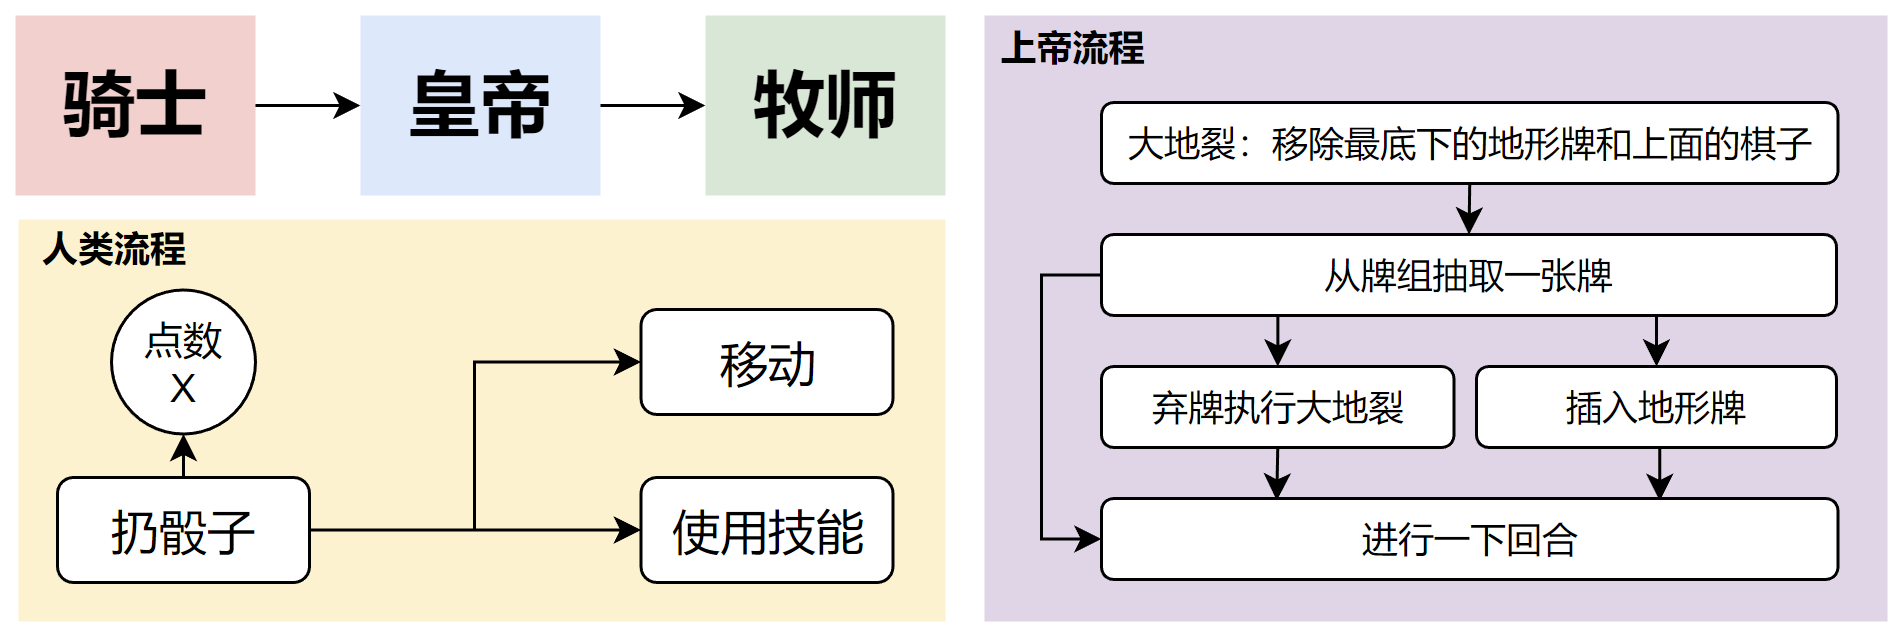 骑士
皇帝
牧师
人类流程
点数
X
扔骰子
移动
使用技能
上帝流程
大地裂：移除最底下的地形牌和上面的棋子
从牌组抽取一张牌
弃牌执行大地裂
插入地形牌
进行一下回合